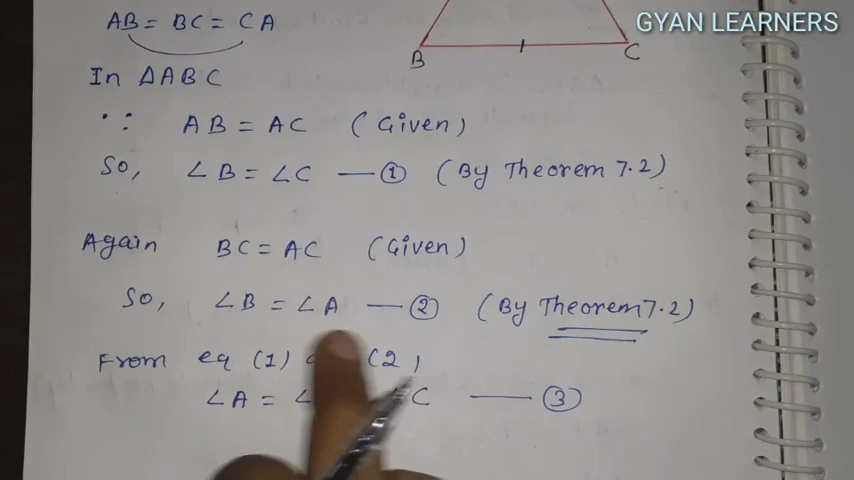 GYAN LEARNERS
AB = BC = CA
B C
In ΔABC
∵ AB = AC (Given)
So, ∠B = ∠C — ① (By Theorem 7.2)
Again BC = AC (Given)
So, ∠B = ∠A — ② (By Theorem 7.2)
From eq (1) (2)
∠A = ∠ C — ③